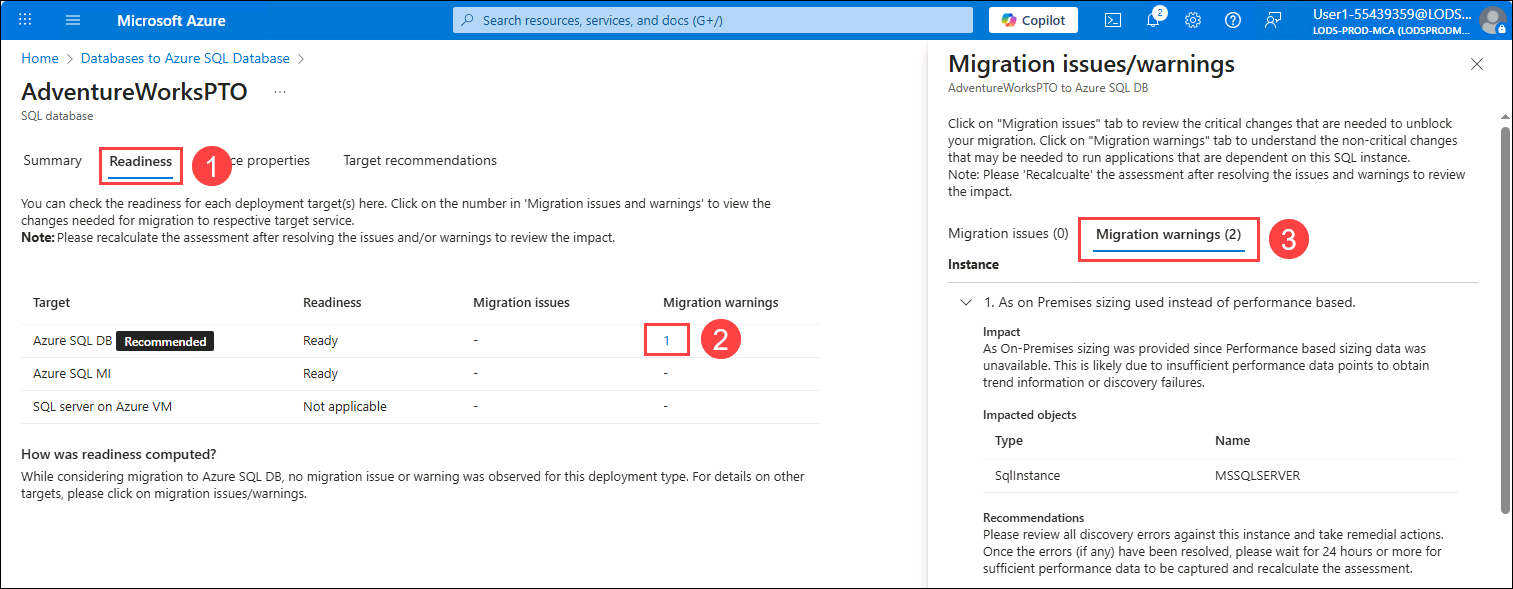 Microsoft Azure
Search resources, services, and docs (G+/)
Copilot
2
User1-55439359@LODS...
LODS-PROD-MCA (LODSPRODM...
Home > Databases to Azure SQL Database >
AdventureWorksPTO ...
SQL database
Summary Readiness 1 ce properties Target recommendations
You can check the readiness for each deployment target(s) here. Click on the number in 'Migration issues and warnings' to view the
changes needed for migration to respective target service.
Note: Please recalculate the assessment after resolving the issues and/or warnings to review the impact.
Target Readiness Migration issues Migration warnings
Azure SQL DB Recommended Ready - 1 2
Azure SQL MI Ready - -
SQL server on Azure VM Not applicable - -
How was readiness computed?
While considering migration to Azure SQL DB, no migration issue or warning was observed for this deployment type. For details on other
targets, please click on migration issues/warnings.
Migration issues/warnings
AdventureWorksPTO to Azure SQL DB
Click on "Migration issues" tab to review the critical changes that are needed to unblock
your migration. Click on "Migration warnings" tab to understand the non-critical changes
that may be needed to run applications that are dependent on this SQL instance.
Note: Please 'Recalcualte' the assessment after resolving the issues and warnings to review
the impact.
Migration issues (0) Migration warnings (2) 3
Instance
1. As on Premises sizing used instead of performance based.
Impact
As On-Premises sizing was provided since Performance based sizing data was
unavailable. This is likely due to insufficient performance data points to obtain
trend information or discovery failures.
Impacted objects
Type Name
SqlInstance MSSQLSERVER
Recommendations
Please review all discovery errors against this instance and take remedial actions.
Once the errors (if any) have been resolved, please wait for 24 hours or more for
sufficient performance data to be captured and recalculate the assessment.